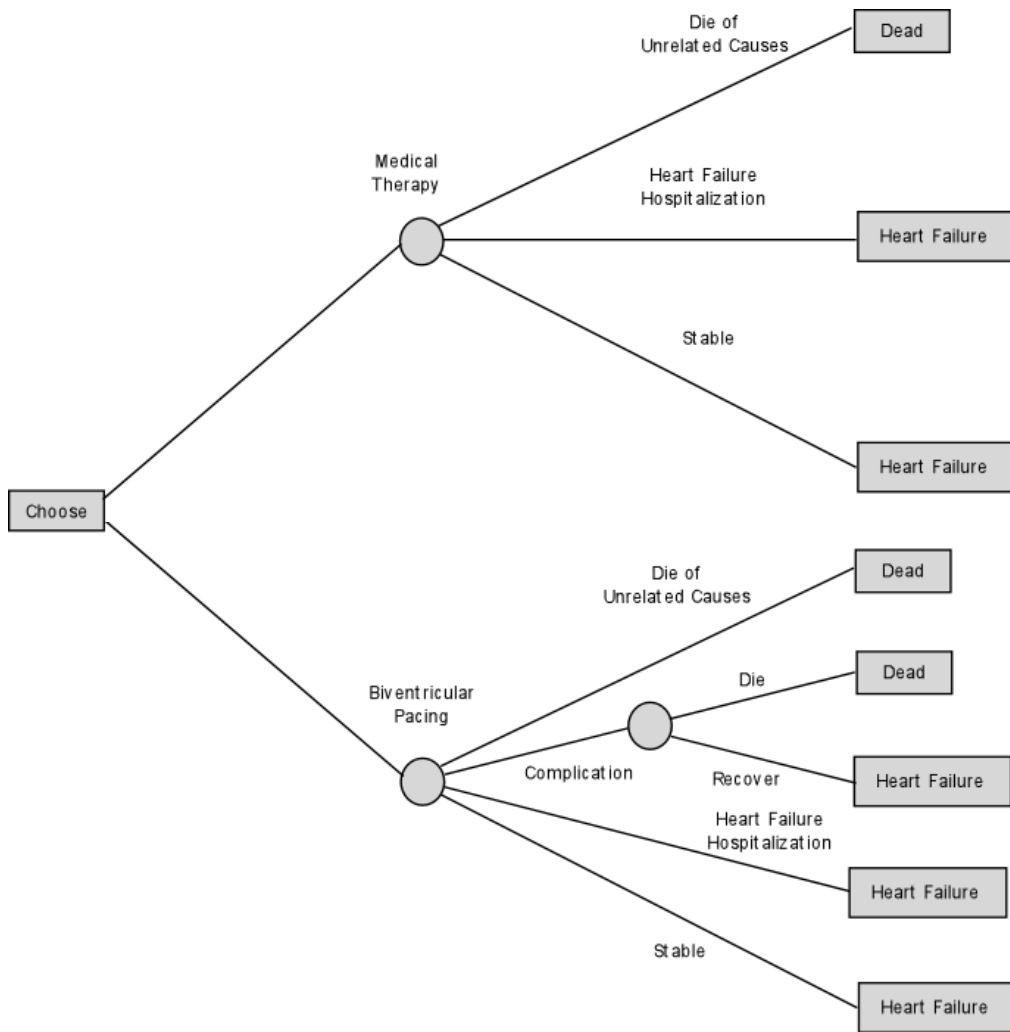 Die of
Unrelated Causes
Dead
Medical
Therapy
Heart Failure
Hospitalization
Heart Failure
Stable
Heart Failure
Choose
Die of
Unrelated Causes
Dead
Biventricular
Pacing
Die
Dead
Complication
Recover
Heart Failure
Heart Failure
Hospitalization
Heart Failure
Stable
Heart Failure